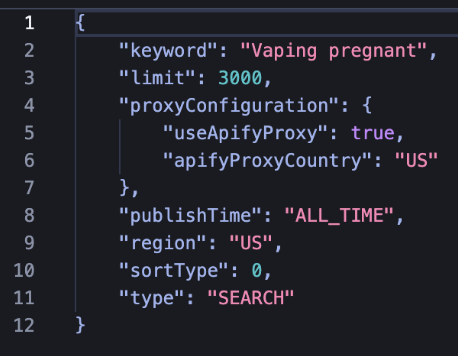 1 {
2 "keyword": "Vaping pregnant",
3 "limit": 3000,
4 "proxyConfiguration": {
5 "useApifyProxy": true,
6 "apifyProxyCountry": "US"
7 },
8 "publishTime": "ALL_TIME",
9 "region": "US",
10 "sortType": 0,
11 "type": "SEARCH"
12 }